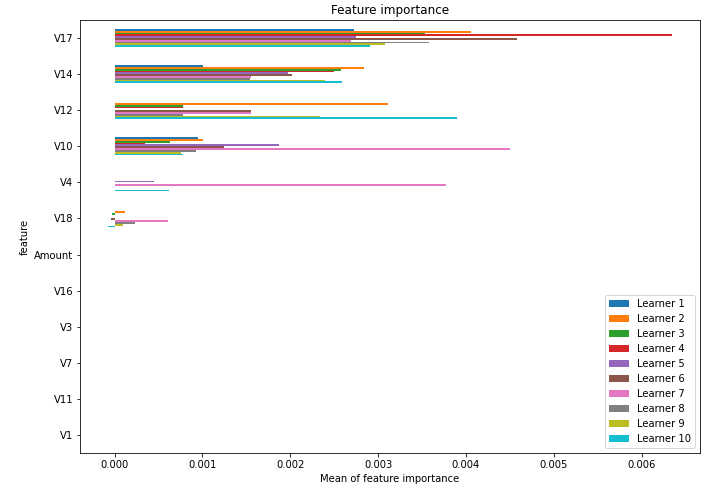 Feature importance
V17
V14
V12
V10
V4
V18
Amount
V16
V3
V7
V11
V1
feature
Learner 1
Learner 2
Learner 3
Learner 4
Learner 5
Learner 6
Learner 7
Learner 8
Learner 9
Learner 10
0.000 0.001 0.002 0.003 0.004 0.005 0.006
Mean of feature importance